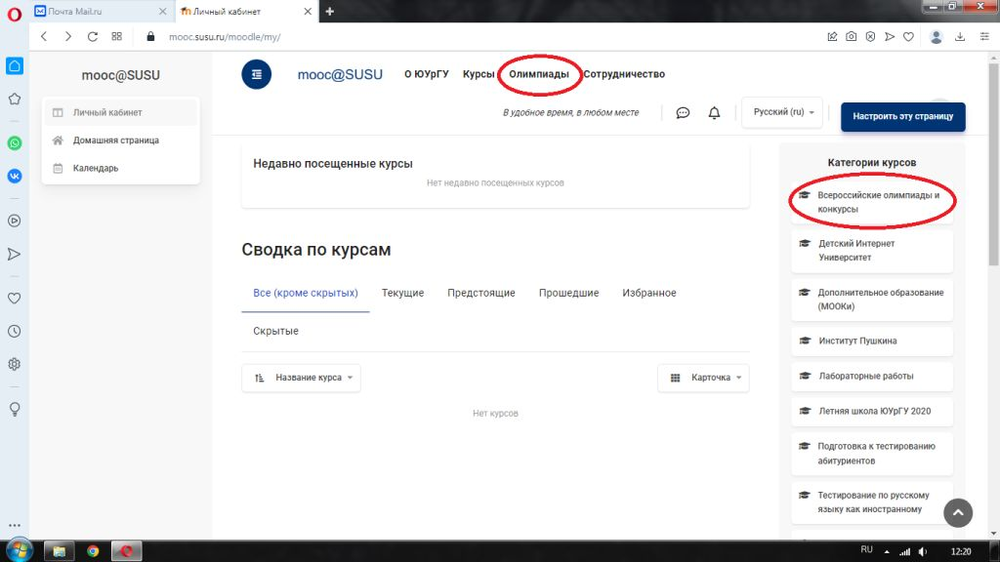 Почта Mail.ru
Личный кабинет
mooc.susu.ru/moodle/my/
mooc@SUSU
Личный кабинет
Домашняя страница
Календарь
mooc@SUSU
О ЮУрГУ Курсы Олимпиады Сотрудничество
В удобное время, в любом месте
Русский (ru)
Настроить эту страницу
Недавно посещенные курсы
Нет недавно посещенных курсов
Сводка по курсам
Все (кроме скрытых) Текущие Предстоящие Прошедшие Избранное
Скрытые
Название курса
Карточка
Нет курсов
Категории курсов
Всероссийские олимпиады и
конкурсы
Детский Интернет
Университет
Дополнительное образование
(МООКи)
Институт Пушкина
Лабораторные работы
Летняя школа ЮУрГУ 2020
Подготовка к тестированию
абитуриентов
Тестирование по русскому
языку как иностранному
RU
12:20